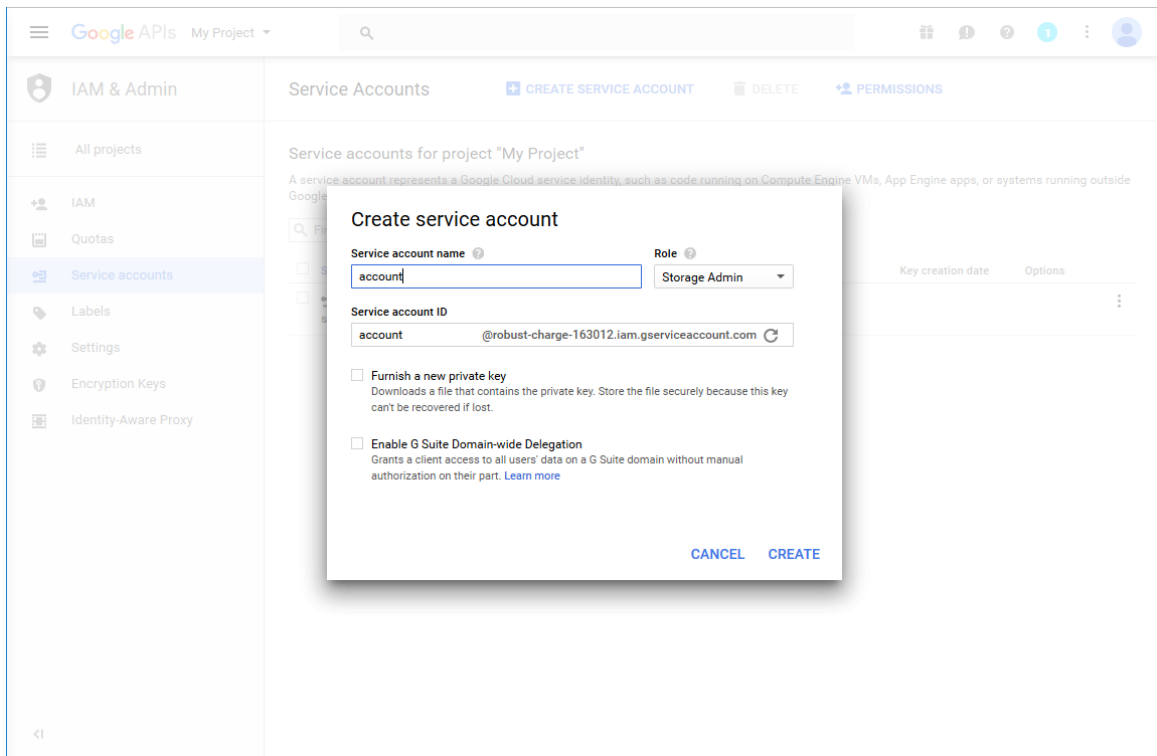 Google APIs My Project
1
IAM & Admin
Service Accounts
CREATE SERVICE ACCOUNT
DELETE
PERMISSIONS
All projects
IAM
Quotas
Service accounts
Labels
Settings
Encryption Keys
Identity-Aware Proxy
Service accounts for project "My Project"
A service account represents a Google Cloud service identity, such as code running on Compute Engine VMs, App Engine apps, or systems running outside
Google
Key creation date
Options
Create service account
Service account name
Role
account
Storage Admin
Service account ID
account @robust-charge-163012.iam.gserviceaccount.com
Furnish a new private key
Downloads a file that contains the private key. Store the file securely because this key
can't be recovered if lost.
Enable G Suite Domain-wide Delegation
Grants a client access to all users' data on a G Suite domain without manual
authorization on their part. Learn more
CANCEL
CREATE